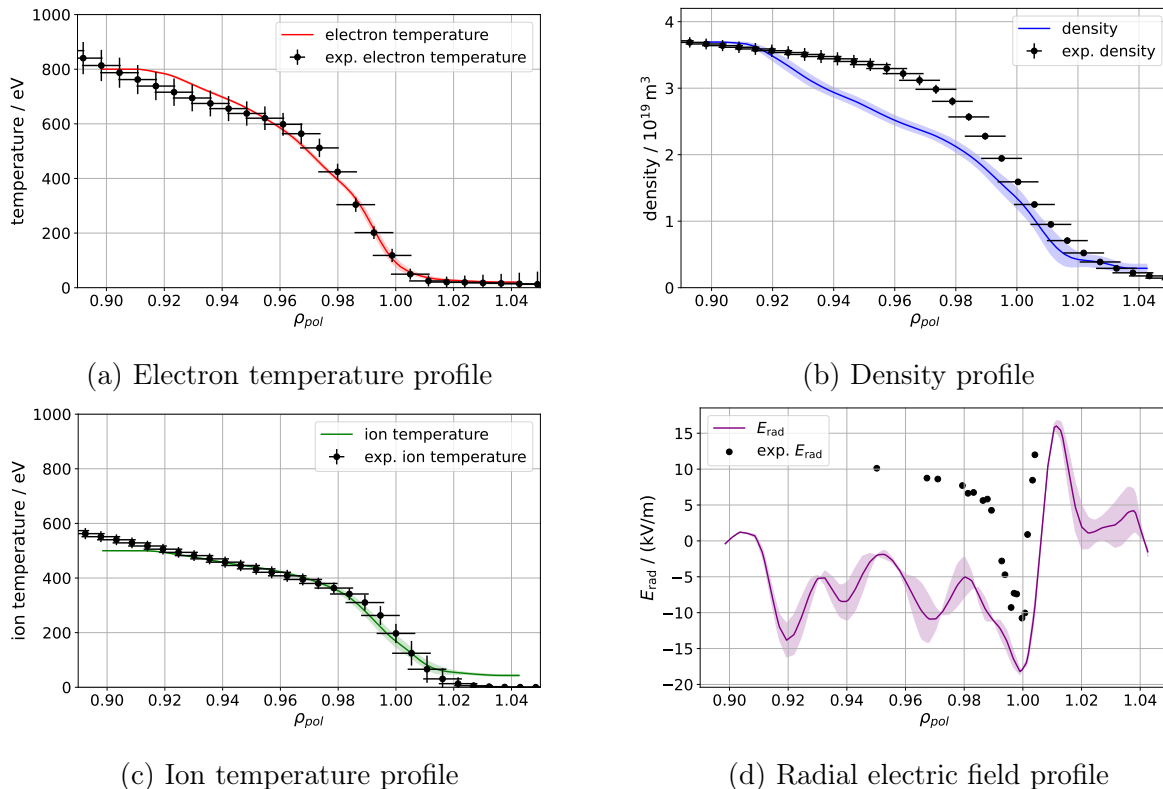 1000
800
600
400
200
0
temperature / eV
electron temperature
exp. electron temperature
0.90 0.92 0.94 0.96 0.98 1.00 1.02 1.04
ρpol
(a) Electron temperature profile
4
3
2
1
0
density / 10^19 m^3
density
exp. density
0.90 0.92 0.94 0.96 0.98 1.00 1.02 1.04
ρpol
(b) Density profile
1000
800
600
400
200
0
ion temperature / eV
ion temperature
exp. ion temperature
0.90 0.92 0.94 0.96 0.98 1.00 1.02 1.04
ρpol
(c) Ion temperature profile
15
10
5
0
−5
−10
−15
−20
Erad / (kV/m)
Erad
exp. Erad
0.90 0.92 0.94 0.96 0.98 1.00 1.02 1.04
ρpol
(d) Radial electric field profile